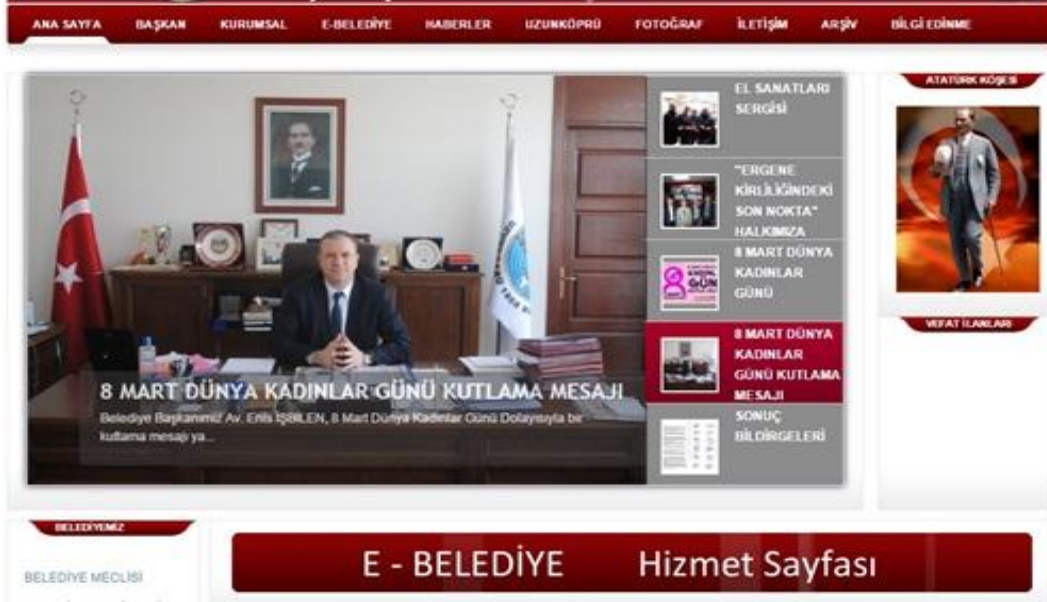 ANA SAYFA BAŞKAN KURUMSAL E-BELEDİYE HABERLER UZUNKÖPRÜ FOTOĞRAF İLETİŞİM ARŞİV BİLGİ EDİNME
EL SANATLARI
SERGİSİ
"ERGENE
KİRLİLİĞİNDEKİ
SON NOKTA"
HALKIMIZA
8 MART DÜNYA
KADINLAR
GÜNÜ
8 MART DÜNYA
KADINLAR
GÜNÜ KUTLAMA
MESAJI
SONUÇ
BİLDİRGELERİ
8 MART DÜNYA KADINLAR GÜNÜ KUTLAMA MESAJI
Belediye Başkanımız Av. Enis İŞBİLEN, 8 Mart Dünya Kadınlar Günü Dolayısıyla bir
kutlama mesajı ya...
ATATÜRK KÖŞESİ
VEFAT İLANLARI
BELEDİYEMİZ
BELEDİYE MECLİSİ
E - BELEDİYE Hizmet Sayfası